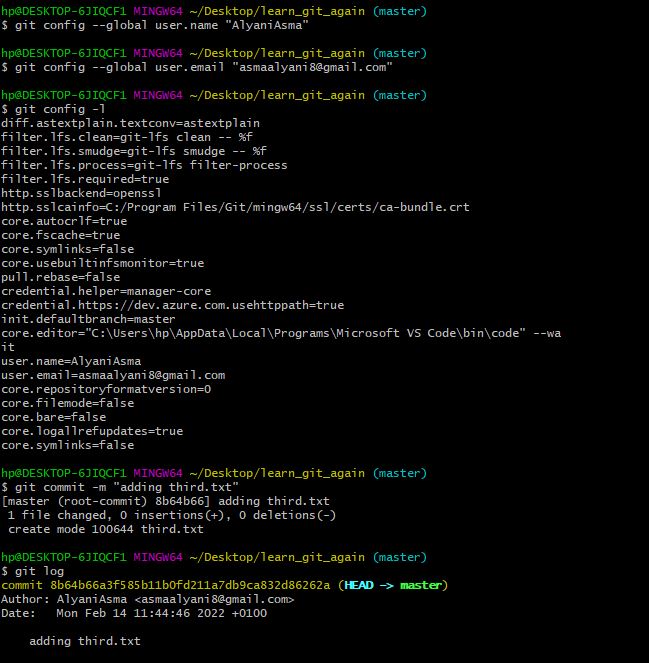 hp@DESKTOP-6JIQCF1 MINGW64 ~/Desktop/learn_git_again (master)
$ git config --global user.name "AlyaniAsma"
hp@DESKTOP-6JIQCF1 MINGW64 ~/Desktop/learn_git_again (master)
$ git config --global user.email "asmaalyani8@gmail.com"
hp@DESKTOP-6JIQCF1 MINGW64 ~/Desktop/learn_git_again (master)
$ git config -l
diff.astextplain.textconv=astextplain
filter.lfs.clean=git-lfs clean -- %f
filter.lfs.smudge=git-lfs smudge -- %f
filter.lfs.process=git-lfs filter-process
filter.lfs.required=true
http.sslbackend=openssl
http.sslcainfo=C:/Program Files/Git/mingw64/ssl/certs/ca-bundle.crt
core.autocrlf=true
core.fscache=true
core.symlinks=false
core.usebuiltinfsmonitor=true
pull.rebase=false
credential.helper=manager-core
credential.https://dev.azure.com.usehttppath=true
init.defaultbranch=master
core.editor="C:\Users\hp\AppData\Local\Programs\Microsoft VS Code\bin\code" --wa
it
user.name=AlyaniAsma
user.email=asmaalyani8@gmail.com
core.repositoryformatversion=0
core.filemode=false
core.bare=false
core.logallrefupdates=true
core.symlinks=false
hp@DESKTOP-6JIQCF1 MINGW64 ~/Desktop/learn_git_again (master)
$ git commit -m "adding third.txt"
[master (root-commit) 8b64b66] adding third.txt
 1 file changed, 0 insertions(+), 0 deletions(-)
 create mode 100644 third.txt
hp@DESKTOP-6JIQCF1 MINGW64 ~/Desktop/learn_git_again (master)
$ git log
commit 8b64b66a3f585b11b0fd211a7db9ca832d86262a (HEAD -> master)
Author: AlyaniAsma <asmaalyani8@gmail.com>
Date:   Mon Feb 14 11:44:46 2022 +0100
    adding third.txt